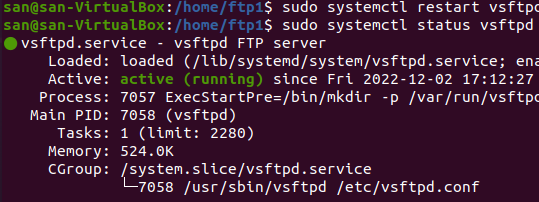 san@san-VirtualBox:/home/ftp1$ sudo systemctl restart vsftpd
san@san-VirtualBox:/home/ftp1$ sudo systemctl status vsftpd
● vsftpd.service - vsftpd FTP server
Loaded: loaded (/lib/systemd/system/vsftpd.service; ena
Active: active (running) since Fri 2022-12-02 17:12:27
Process: 7057 ExecStartPre=/bin/mkdir -p /var/run/vsftpd
Main PID: 7058 (vsftpd)
Tasks: 1 (limit: 2280)
Memory: 524.0K
CGroup: /system.slice/vsftpd.service
└─7058 /usr/sbin/vsftpd /etc/vsftpd.conf